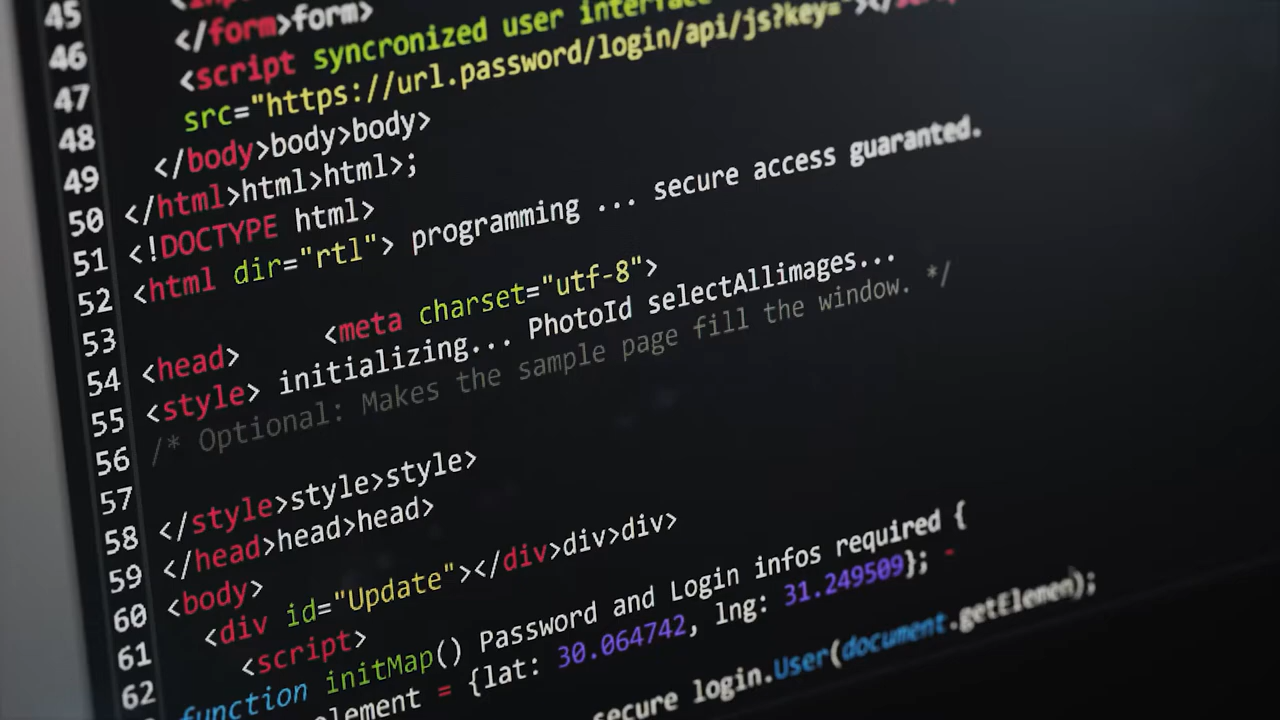 45
46 </form>form>
47 <script syncronized user interface
48 src="https://url.password/login/api/js?key="></script
49 </body>body>body>
50 </html>html>html>;
51 <!DOCTYPE html>
52 <html dir="rtl"> programming ... secure access guaranted.
53 <meta charset="utf-8">
54 <head>
55 <style> initializing... PhotoId selectAllimages...
56 /* Optional: Makes the sample page fill the window. */
57
58 </style>style>style>
59 </head>head>head>
60 <body>
61 <div id="Update"></div>div>div>
62 <script>
function initMap() Password and Login infos required {
element = {lat: 30.064742, lng: 31.249509}; -
secure login.User(document.getElemen);